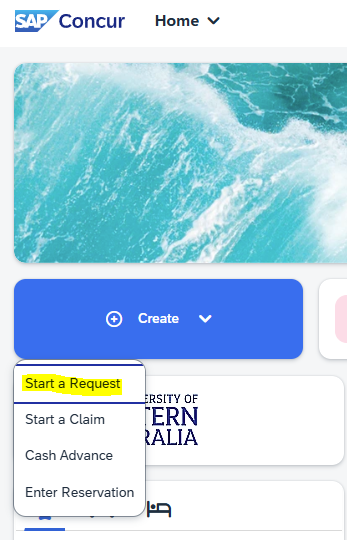 SAP Concur Home
Create
Start a Request
Start a Claim
Cash Advance
Enter Reservation